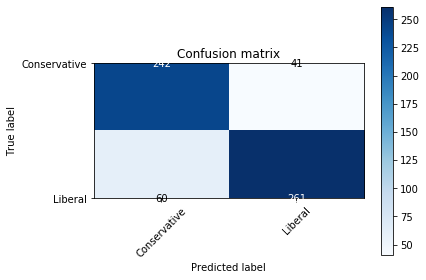 Confusion matrix
Conservative
242
41
True label
Liberal
60
261
Conservative
Liberal
Predicted label
250
225
200
175
150
125
100
75
50